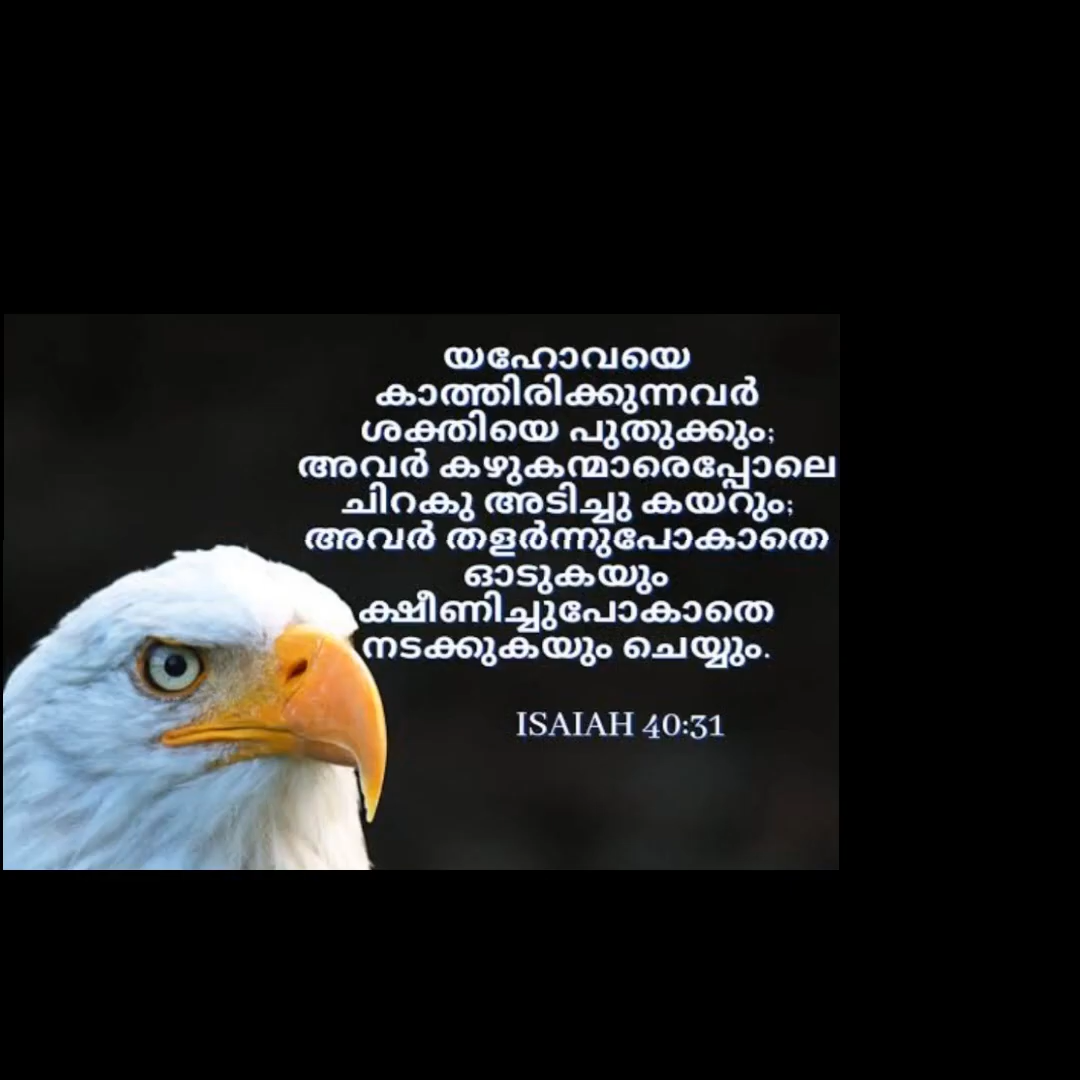 യഹോവയെ
കാത്തിരിക്കുന്നവർ
ശക്തിയെ പുതുക്കും;
അവർ കഴുകന്മാരെപ്പോലെ
ചിറകു അടിച്ചു കയറും;
അവർ തളർന്നുപോകാതെ
ഓടുകയും
ക്ഷീണിച്ചുപോകാതെ
നടക്കുകയും ചെയ്യും.
ISAIAH 40:31